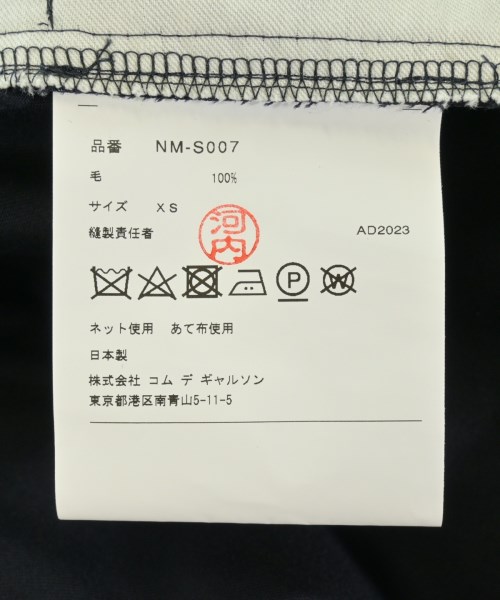 品番 NM-S007
毛 100%
サイズ XS
縫製責任者 河内 AD2023
P W
ネット使用 あて布使用
日本製
株式会社 コム デ ギャルソン
東京都港区南青山5-11-5